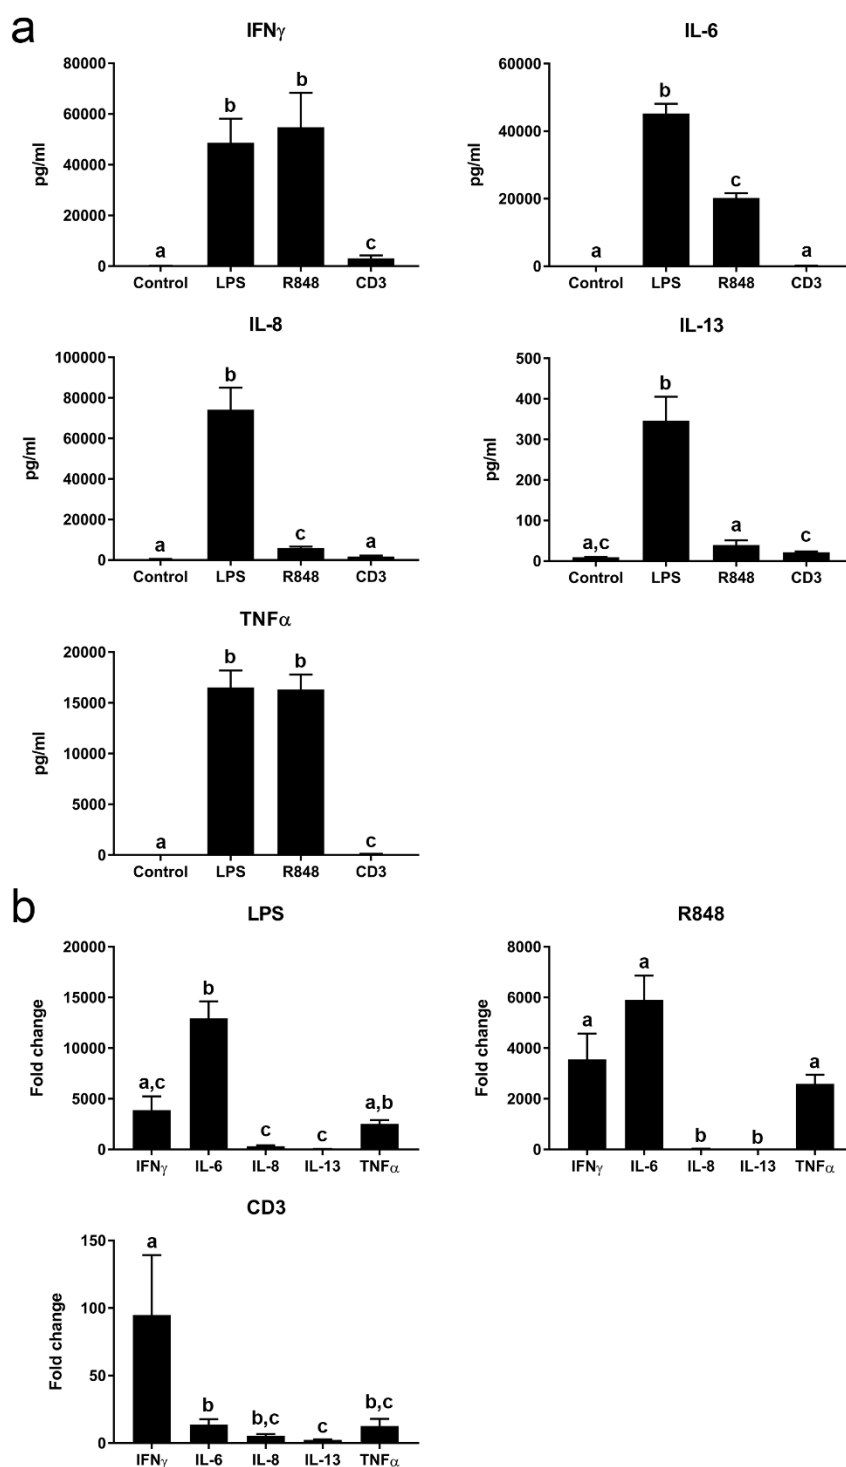 a
IFNγ
IL-6
80000
60000
40000
20000
0
pg/ml
a
b
b
c
Control
LPS
R848
CD3
60000
40000
20000
0
pg/ml
a
b
c
a
Control
LPS
R848
CD3
IL-8
IL-13
100000
80000
60000
40000
20000
0
pg/ml
a
b
c
a
Control
LPS
R848
CD3
500
400
300
200
100
0
pg/ml
a,c
b
a
c
Control
LPS
R848
CD3
TNFα
20000
15000
10000
5000
0
pg/ml
a
b
b
c
Control
LPS
R848
CD3
b
LPS
R848
20000
15000
10000
5000
0
Fold change
a,c
b
c
c
a,b
IFNγ
IL-6
IL-8
IL-13
TNFα
8000
6000
4000
2000
0
Fold change
a
a
b
b
a
IFNγ
IL-6
IL-8
IL-13
TNFα
CD3
150
100
50
0
Fold change
a
b
b,c
c
b,c
IFNγ
IL-6
IL-8
IL-13
TNFα